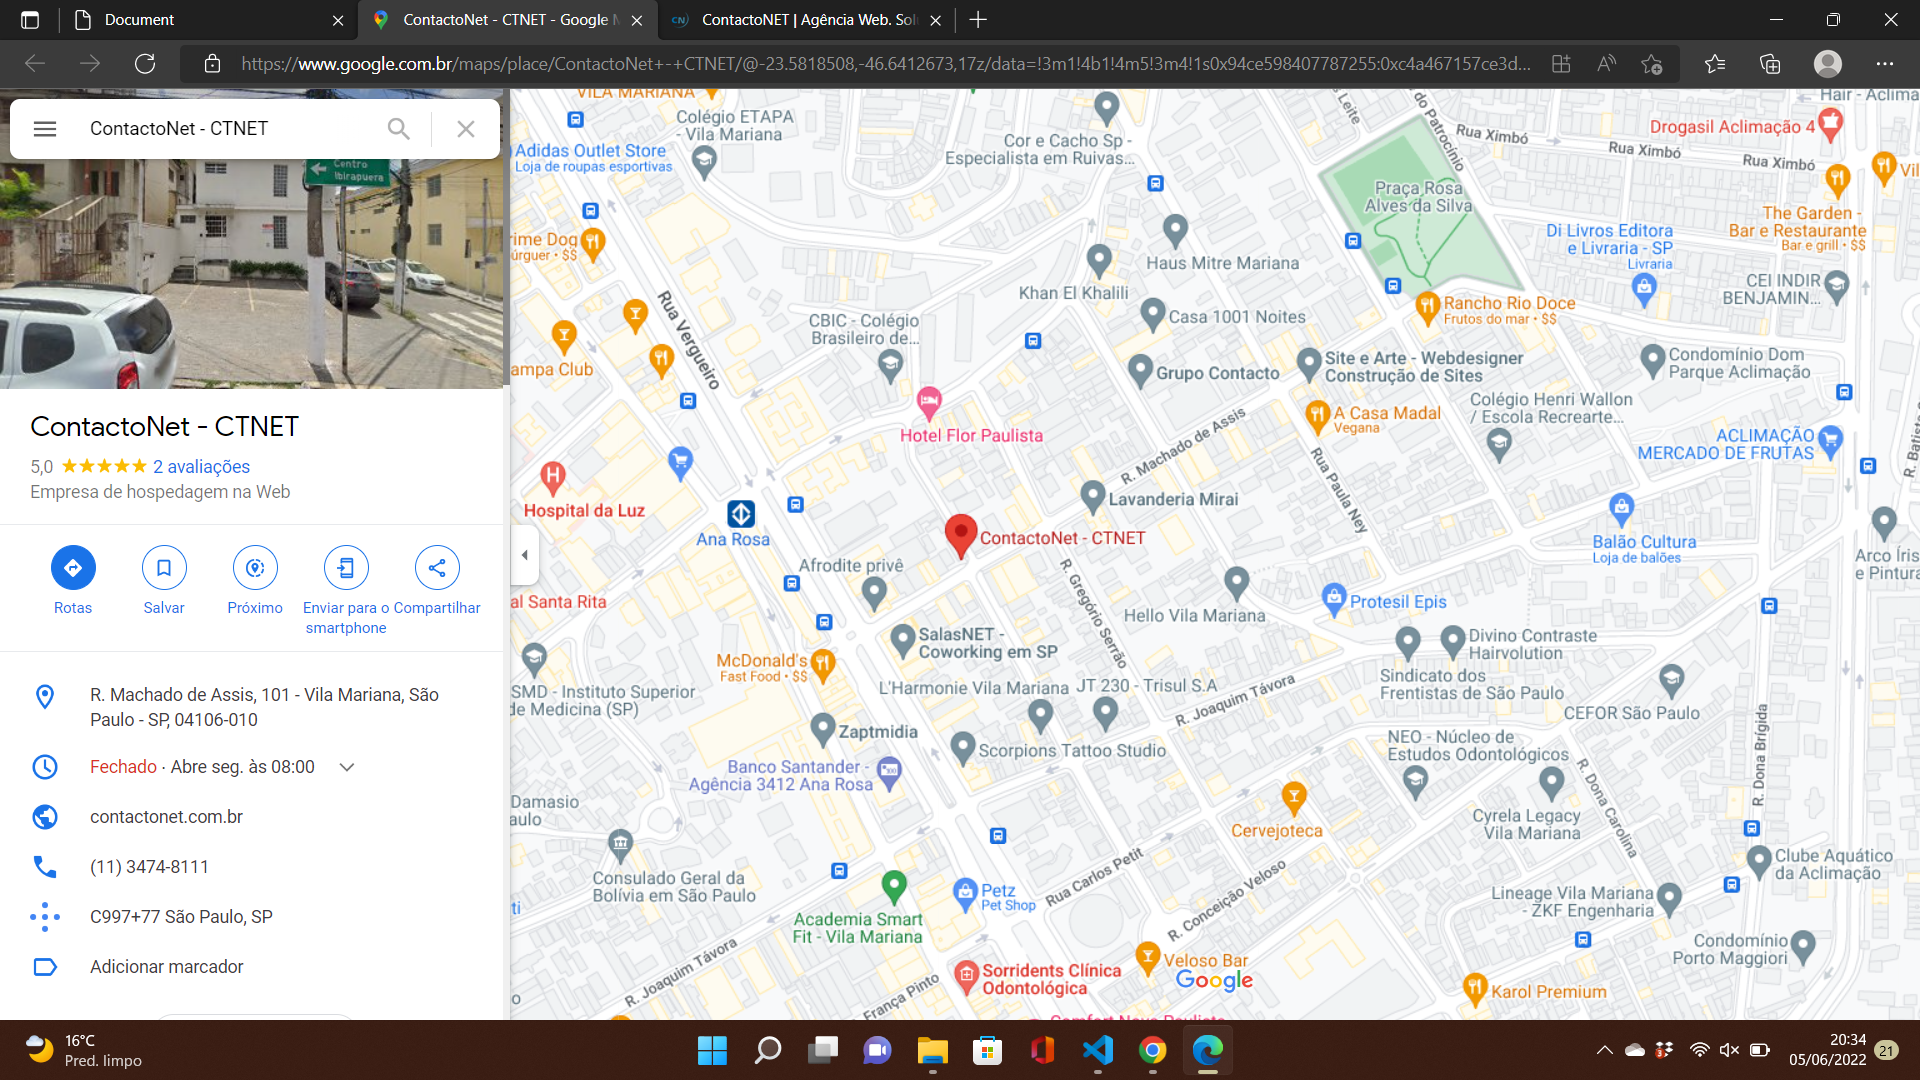 Document
ContactoNet - CTNET - Google
ContactoNET | Agência Web. Sol
https://www.google.com.br/maps/place/ContactoNet+-+CTNET/@-23.5818508,-46.6412673,17z/data=!3m1!4b1!4m5!3m4!1s0x94ce598407787255:0xc4a467157ce3d...
ContactoNet - CTNET
Centro
Ibirapuera
ContactoNet - CTNET
5,0
2 avaliações
Empresa de hospedagem na Web
Rotas
Salvar
Próximo
Enviar para o
smartphone
Compartilhar
R. Machado de Assis, 101 - Vila Mariana, São
Paulo - SP, 04106-010
Fechado · Abre seg. às 08:00
contactonet.com.br
(11) 3474-8111
C997+77 São Paulo, SP
Adicionar marcador
VILA MARIANA
Colégio ETAPA
- Vila Mariana
Adidas Outlet Store
Loja de roupas esportivas
Cor e Cacho Sp -
Especialista em Ruivas...
Leite
do Patrocínio
Rua Ximbó
Rua Ximbó
Rua Ximbó
Hair - Aclima
Drogasil Aclimação 4
Vil
Praça Rosa
Alves da Silva
The Garden -
Bar e Restaurante
Bar e grill • $$
Di Livros Editora
e Livraria - SP
Livraria
CEI INDIR
BENJAMIN...
rime Dog
úrguer • $$
Haus Mitre Mariana
Khan El Khalili
Casa 1001 Noites
Rancho Rio Doce
Frutos do mar • $$
Rua Vergueiro
CBIC - Colégio
Brasileiro de...
ampa Club
Grupo Contacto
Site e Arte - Webdesigner
Construção de Sites
Condomínio Dom
Parque Aclimação
Colégio Henri Wallon
/ Escola Recrearte...
A Casa Madal
Vegana
Hotel Flor Paulista
R. Machado de Assis
Rua Paula Ney
ACLIMAÇÃO
MERCADO DE FRUTAS
R. Batista
H
Hospital da Luz
Ana Rosa
Lavanderia Mirai
ContactoNet - CTNET
Balão Cultura
Loja de balões
Arco Íris
e Pintura
Afrodite privê
al Santa Rita
R. Gregório Serrão
Hello Vila Mariana
Protesil Epis
SalasNET -
Coworking em SP
Divino Contraste
Hairvolution
McDonald's
Fast Food • $$
SMD - Instituto Superior
de Medicina (SP)
L'Harmonie Vila Mariana
JT 230 - Trisul S.A
R. Joaquim Távora
Sindicato dos
Frentistas de São Paulo
CEFOR São Paulo
Zaptmidia
Scorpions Tattoo Studio
NEO - Núcleo de
Estudos Odontológicos
Banco Santander -
Agência 3412 Ana Rosa
R. Dona Brígida
R. Dona Carolina
Damasio
aulo
Cervejoteca
Cyrela Legacy
Vila Mariana
Consulado Geral da
Bolívia em São Paulo
Rua Carlos Petit
R. Conceição Veloso
Clube Aquático
da Aclimação
Petz
Pet Shop
Lineage Vila Mariana
- ZKF Engenharia
ti
Academia Smart
Fit - Vila Mariana
R. Joaquim Távora
França Pinto
Sorridents Clínica
Odontológica
Veloso Bar
Google
Condomínio
Porto Maggiori
Karol Premium
o
Comfort Nova Paulista
16°C
Pred. limpo
20:34
05/06/2022
21